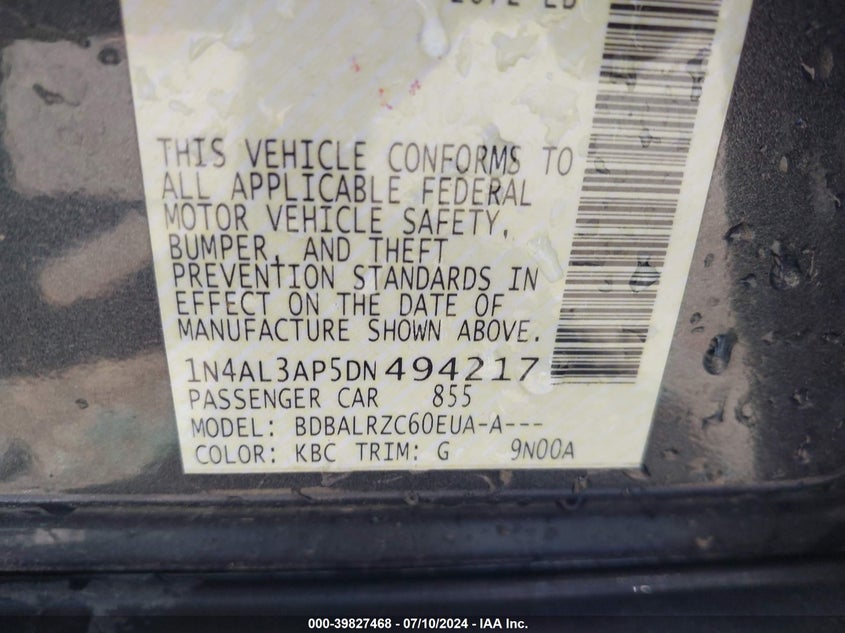 THIS VEHICLE CONFORMS TO
ALL APPLICABLE FEDERAL
MOTOR VEHICLE SAFETY,
BUMPER, AND THEFT
PREVENTION STANDARDS IN
EFFECT ON THE DATE OF
MANUFACTURE SHOWN ABOVE.
1N4AL3AP5DN494217
PASSENGER CAR 855
MODEL: BDBALRZC60EUA-A---
COLOR: KBC TRIM: G 9N00A
000-39827468 - 07/10/2024 - IAA Inc.